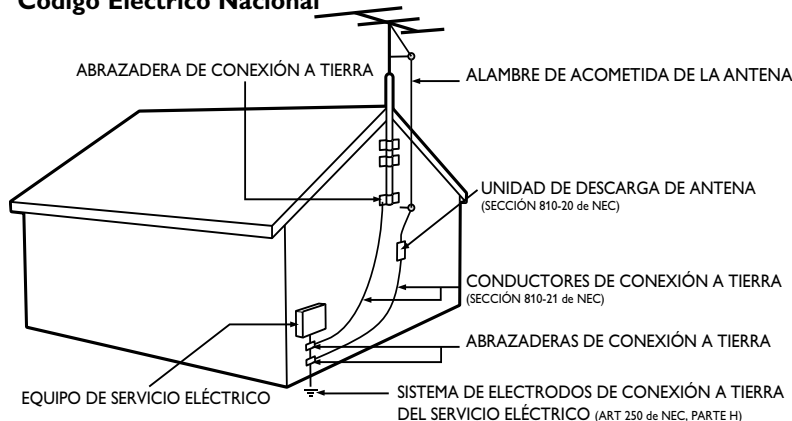 Código Eléctrico Nacional
ABRAZADERA DE CONEXIÓN A TIERRA
ALAMBRE DE ACOMETIDA DE LA ANTENA
UNIDAD DE DESCARGA DE ANTENA
(SECCIÓN 810-20 de NEC)
CONDUCTORES DE CONEXIÓN A TIERRA
(SECCIÓN 810-21 de NEC)
ABRAZADERAS DE CONEXIÓN A TIERRA
EQUIPO DE SERVICIO ELÉCTRICO
SISTEMA DE ELECTRODOS DE CONEXIÓN A TIERRA
DEL SERVICIO ELÉCTRICO (ART 250 de NEC, PARTE H)